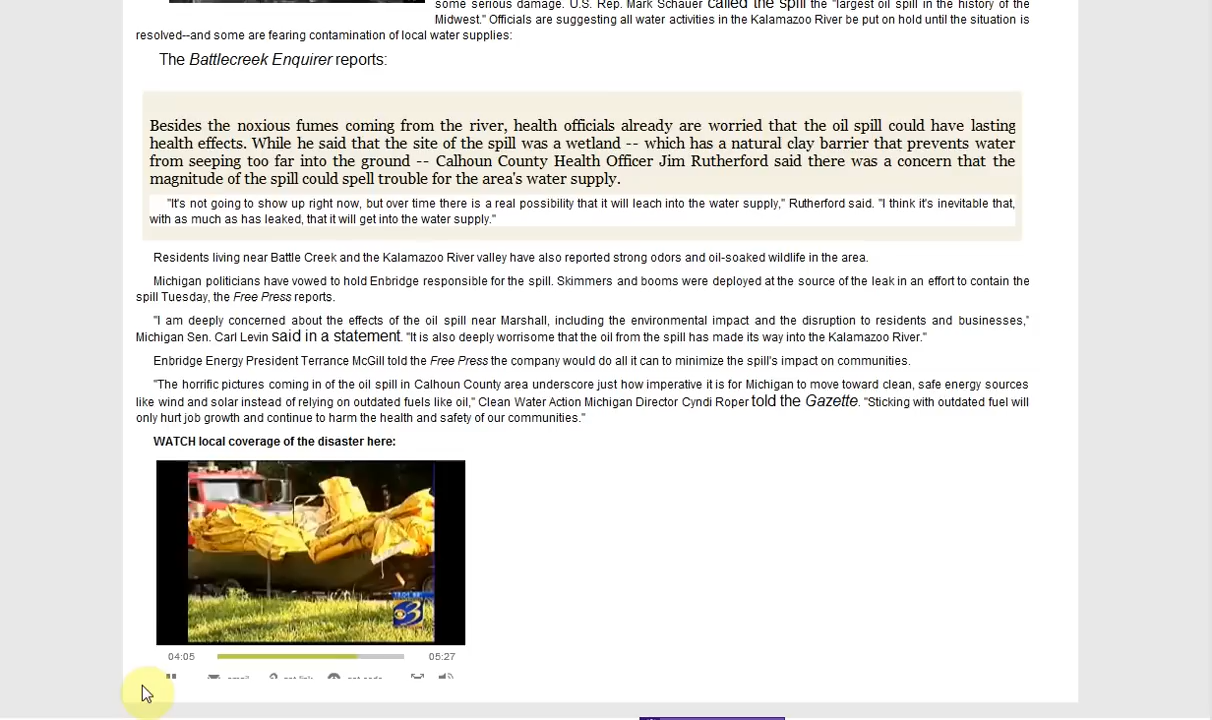 some serious damage. U.S. Rep. Mark Schauer called the spill the "largest oil spill in the history of the
Midwest." Officials are suggesting all water activities in the Kalamazoo River be put on hold until the situation is
resolved--and some are fearing contamination of local water supplies:
The Battlecreek Enquirer reports:
Besides the noxious fumes coming from the river, health officials already are worried that the oil spill could have lasting
health effects. While he said that the site of the spill was a wetland -- which has a natural clay barrier that prevents water
from seeping too far into the ground -- Calhoun County Health Officer Jim Rutherford said there was a concern that the
magnitude of the spill could spell trouble for the area's water supply.
"It's not going to show up right now, but over time there is a real possibility that it will leach into the water supply," Rutherford said. "I think it's inevitable that,
with as much as has leaked, that it will get into the water supply."
Residents living near Battle Creek and the Kalamazoo River valley have also reported strong odors and oil-soaked wildlife in the area.
Michigan politicians have vowed to hold Enbridge responsible for the spill. Skimmers and booms were deployed at the source of the leak in an effort to contain the
spill Tuesday, the Free Press reports.
"I am deeply concerned about the effects of the oil spill near Marshall, including the environmental impact and the disruption to residents and businesses,"
Michigan Sen. Carl Levin said in a statement. "It is also deeply worrisome that the oil from the spill has made its way into the Kalamazoo River."
Enbridge Energy President Terrance McGill told the Free Press the company would do all it can to minimize the spill's impact on communities.
"The horrific pictures coming in of the oil spill in Calhoun County area underscore just how imperative it is for Michigan to move toward clean, safe energy sources
like wind and solar instead of relying on outdated fuels like oil," Clean Water Action Michigan Director Cyndi Roper told the Gazette. "Sticking with outdated fuel will
only hurt job growth and continue to harm the health and safety of our communities."
WATCH local coverage of the disaster here:
3
04:05 05:27